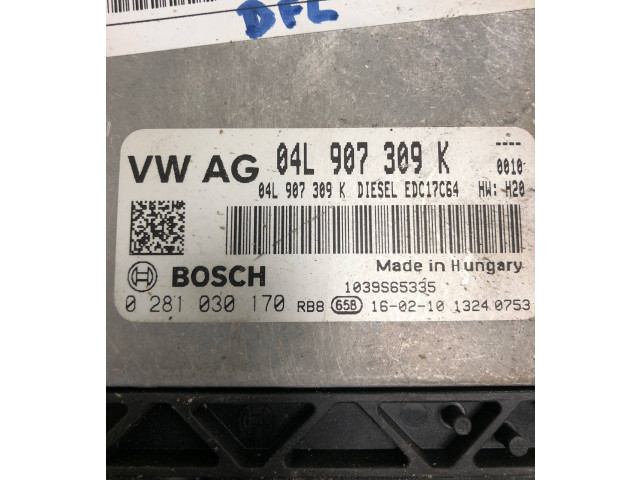 DFL
VW AG 04L 907 309 K ----
0010
04L 907 309 K DIESEL EDC17C64 HW: H20
Made in Hungary
BOSCH 1039S65335
0 281 030 170 RB8 658 16-02-10 1324 0753